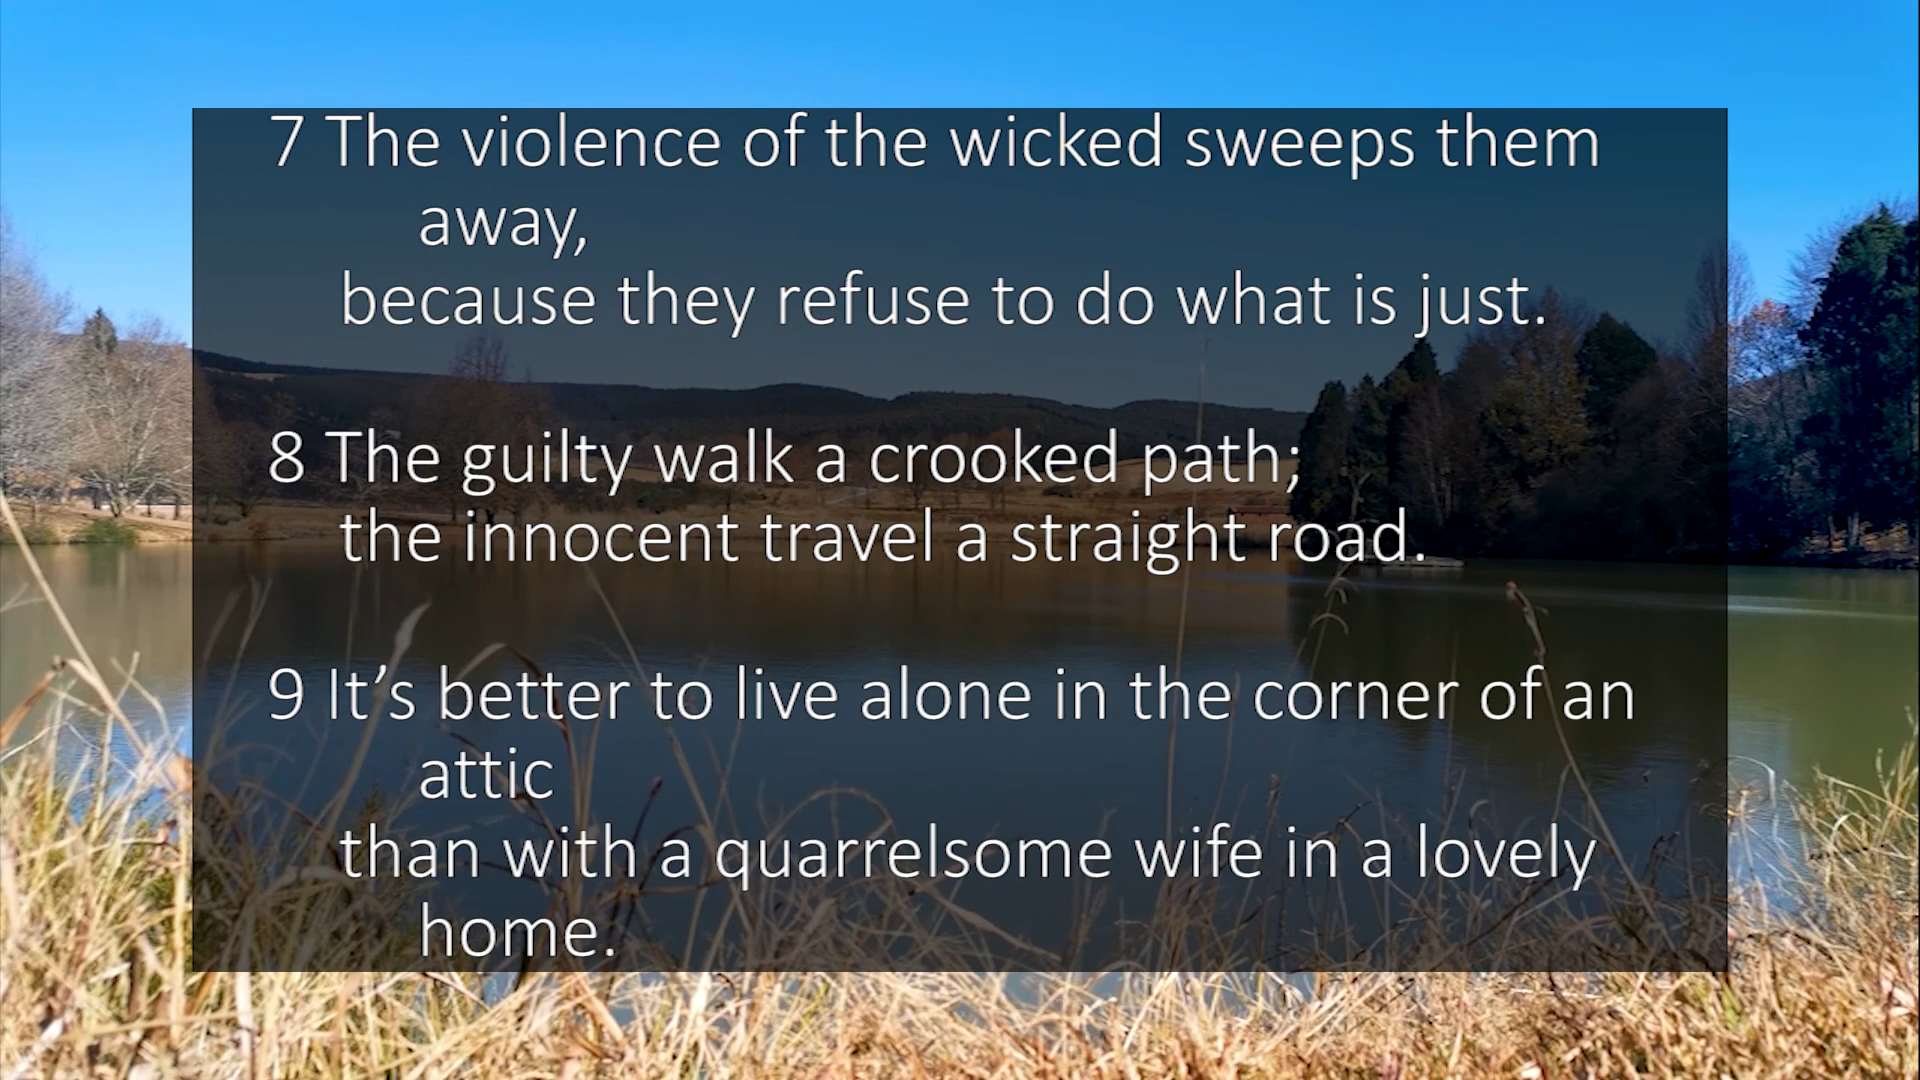 7 The violence of the wicked sweeps them
away,
because they refuse to do what is just.
8 The guilty walk a crooked path;
the innocent travel a straight road.
9 It’s better to live alone in the corner of an
attic
than with a quarrelsome wife in a lovely
home.